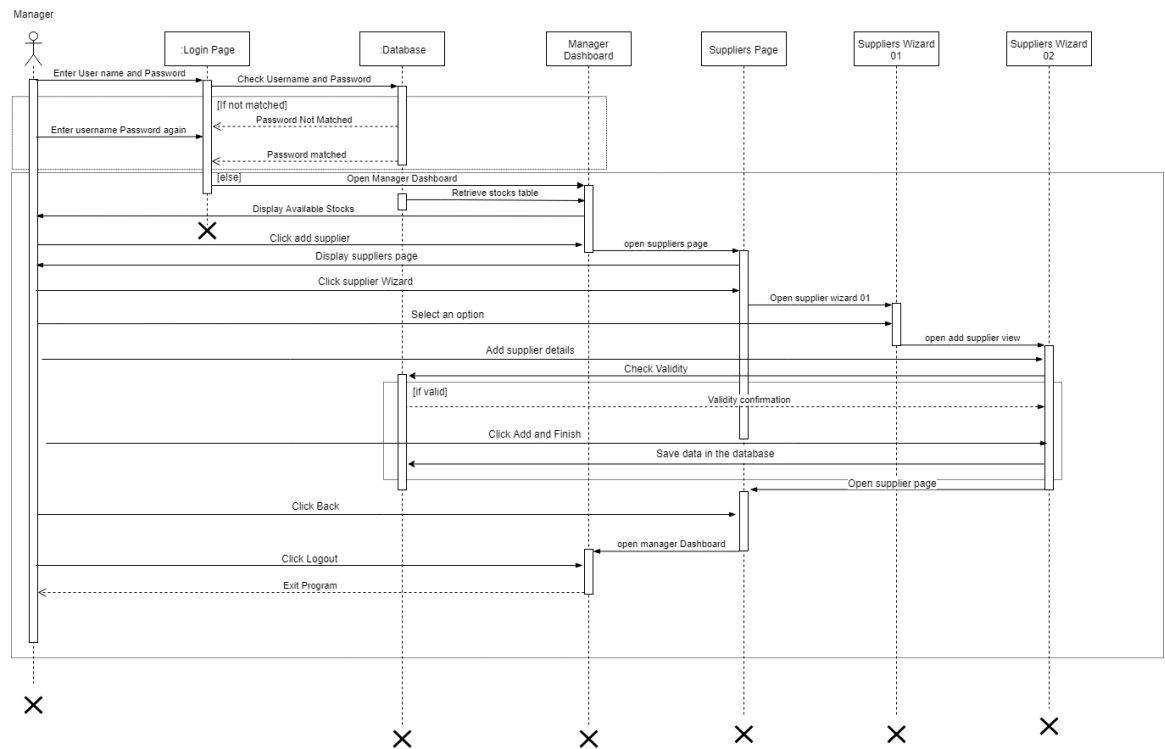 Manager
:Login Page
:Database
Manager
Dashboard
Suppliers Page
Suppliers Wizard
01
Suppliers Wizard
02
Enter User name and Password
Check Username and Password
[If not matched]
Password Not Matched
Enter username Password again
Password matched
[else]
Open Manager Dashboard
Retrieve stocks table
Display Available Stocks
Click add supplier
open suppliers page
Display suppliers page
Click supplier Wizard
Open supplier wizard 01
Select an option
open add supplier view
Add supplier details
Check Validity
[if valid]
Validity confirmation
Click Add and Finish
Save data in the database
Open supplier page
Click Back
open manager Dashboard
Click Logout
Exit Program